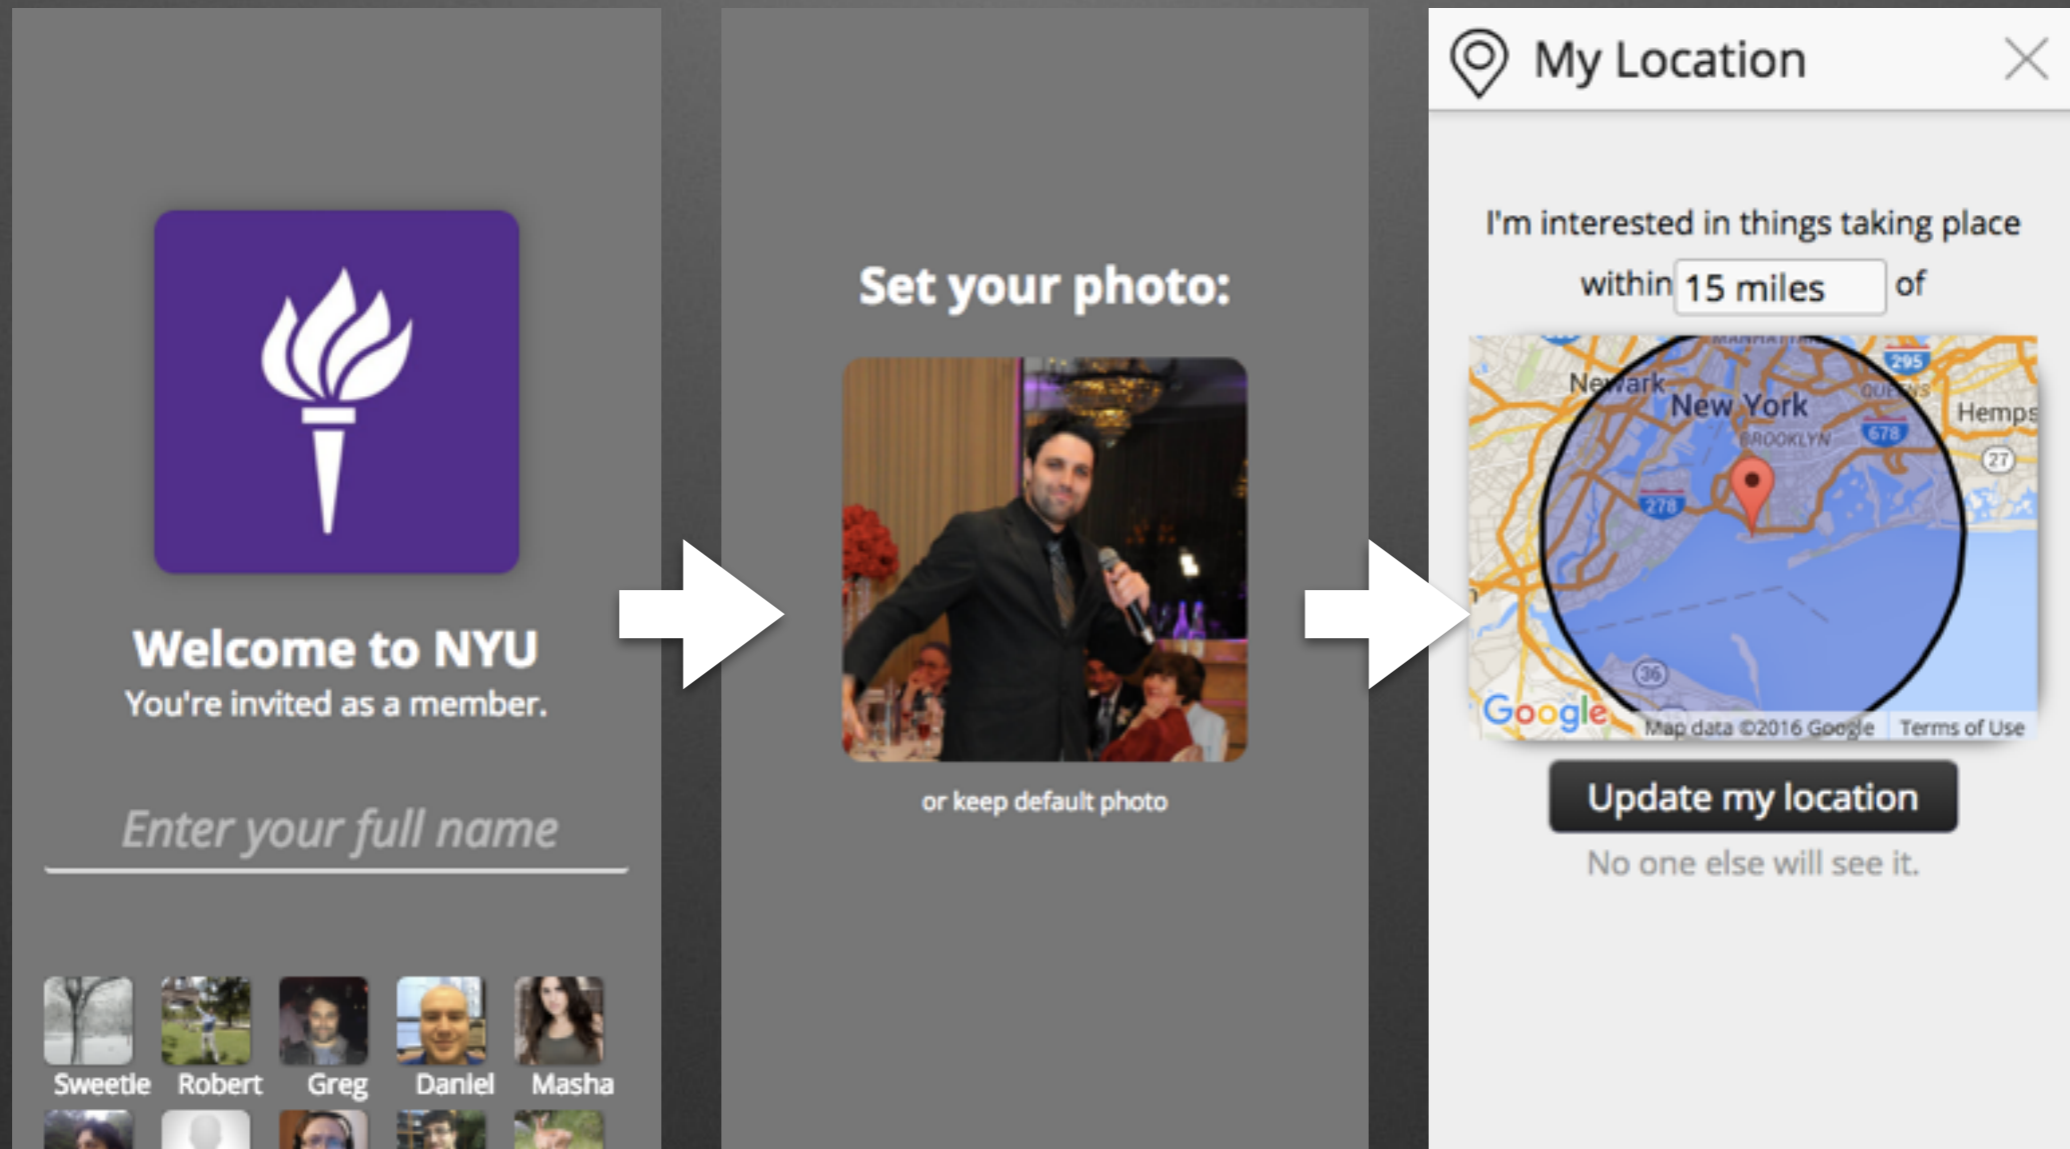 Welcome to NYU
You're invited as a member.
Enter your full name
Sweetie Robert Greg Daniel Masha
Set your photo:
or keep default photo
My Location
I'm interested in things taking place
within 15 miles of
MANHATTAN
295
Newark
QUEENS
New York
Hemps
BROOKLYN
678
27
278
36
Google
Map data ©2016 Google
Terms of Use
Update my location
No one else will see it.